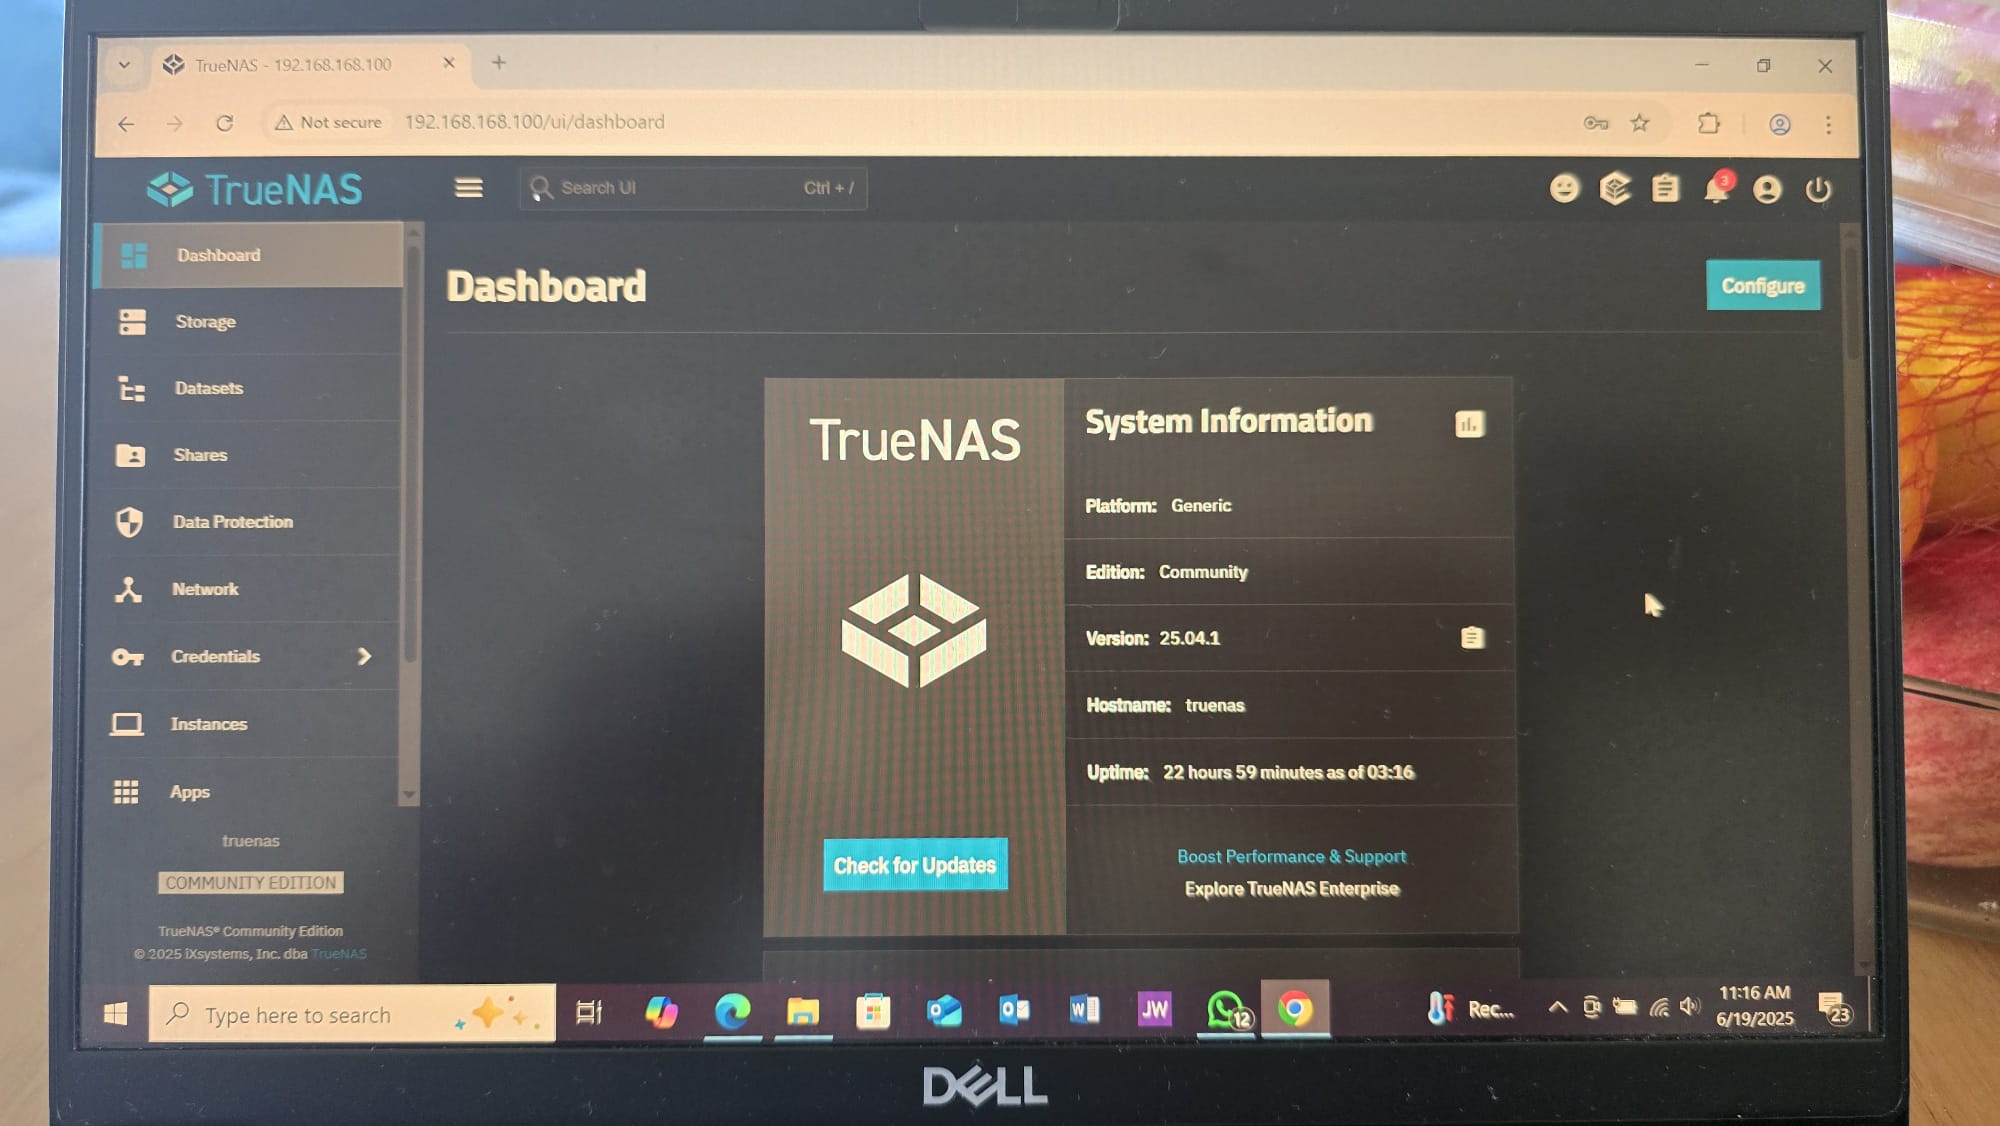 TrueNAS - 192.168.168.100
Not secure 192.168.168.100/ui/dashboard
TrueNAS
Search UI Ctrl + /
3
Dashboard
Storage
Datasets
Shares
Data Protection
Network
Credentials
Instances
Apps
truenas
COMMUNITY EDITION
TrueNAS® Community Edition
© 2025 iXsystems, Inc. dba TrueNAS
Dashboard
Configure
TrueNAS
Check for Updates
System Information
Platform: Generic
Edition: Community
Version: 25.04.1
Hostname: truenas
Uptime: 22 hours 59 minutes as of 03:16
Boost Performance & Support
Explore TrueNAS Enterprise
Type here to search
JW
12
Rec...
11:16 AM
6/19/2025
23
DELL